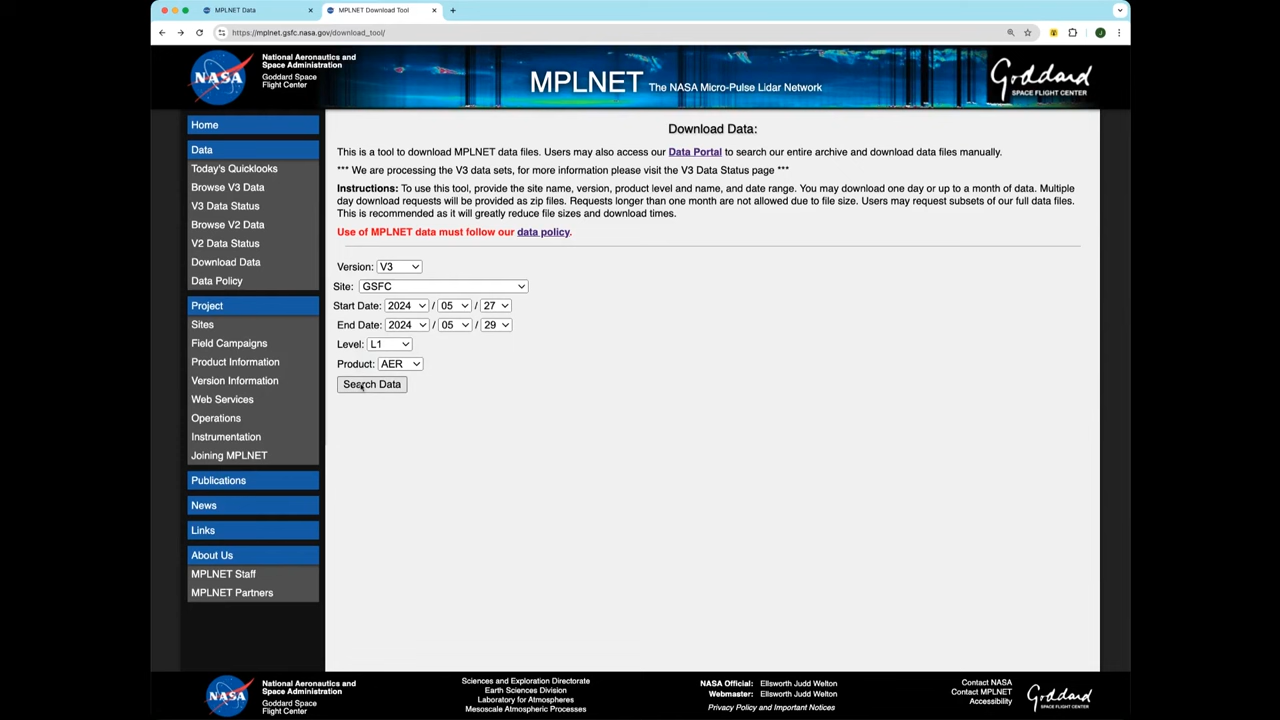 MPLNET Data
MPLNET Download Tool
https://mplnet.gsfc.nasa.gov/download_tool/
NASA
National Aeronautics and
Space Administration
Goddard Space
Flight Center
MPLNET The NASA Micro-Pulse Lidar Network
Goddard
SPACE FLIGHT CENTER
Home
Data
Today's Quicklooks
Browse V3 Data
V3 Data Status
Browse V2 Data
V2 Data Status
Download Data
Data Policy
Project
Sites
Field Campaigns
Product Information
Version Information
Web Services
Operations
Instrumentation
Joining MPLNET
Publications
News
Links
About Us
MPLNET Staff
MPLNET Partners
Download Data:
This is a tool to download MPLNET data files. Users may also access our Data Portal to search our entire archive and download data files manually.
*** We are processing the V3 data sets, for more information please visit the V3 Data Status page ***
Instructions: To use this tool, provide the site name, version, product level and name, and date range. You may download one day or up to a month of data. Multiple
day download requests will be provided as zip files. Requests longer than one month are not allowed due to file size. Users may request subsets of our full data files.
This is recommended as it will greatly reduce file sizes and download times.
Use of MPLNET data must follow our data policy.
Version: V3
Site: GSFC
Start Date: 2024 / 05 / 27
End Date: 2024 / 05 / 29
Level: L1
Product: AER
Search Data
NASA
National Aeronautics and
Space Administration
Goddard Space
Flight Center
Sciences and Exploration Directorate
Earth Sciences Division
Laboratory for Atmospheres
Mesoscale Atmospheric Processes
NASA Official: Ellsworth Judd Welton
Webmaster: Ellsworth Judd Welton
Privacy Policy and Important Notices
Contact NASA
Contact MPLNET
Accessibility
Goddard
SPACE FLIGHT CENTER